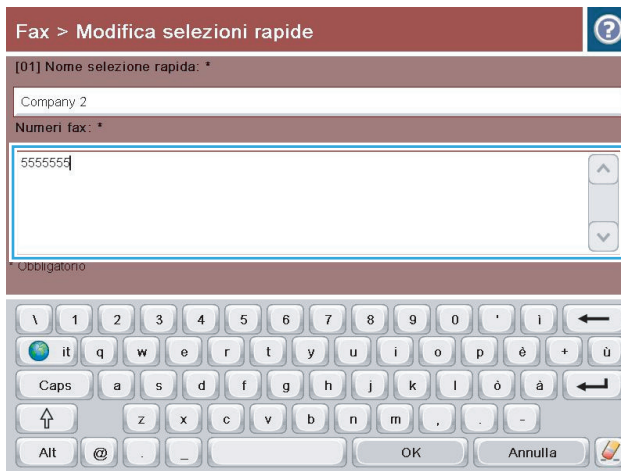 Fax > Modifica selezioni rapide
[01] Nome selezione rapida: *
Company 2
Numeri fax: *
5555555
* Obbligatorio
\ 1 2 3 4 5 6 7 8 9 0 ' ì
it q w e r t y u i o p è + ù
Caps a s d f g h j k l ò à
z x c v b n m , . -
Alt @ . _ OK Annulla